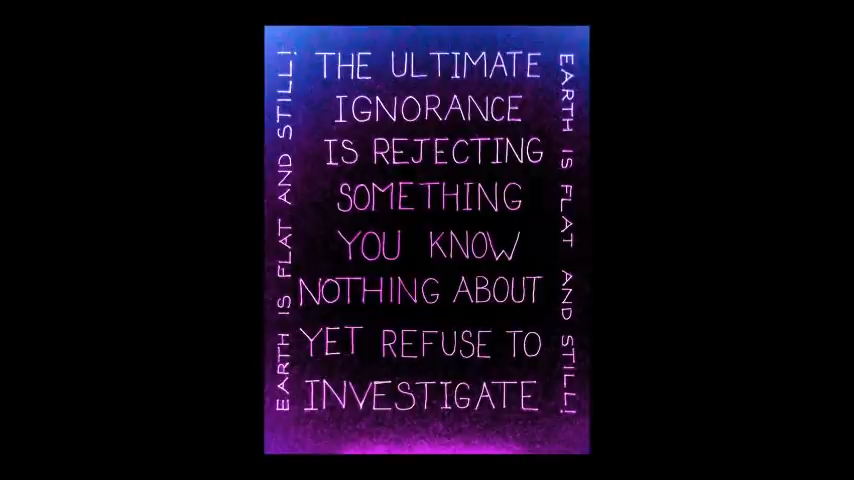 EARTH IS FLAT AND STILL!
THE ULTIMATE
IGNORANCE
IS REJECTING
SOMETHING
YOU KNOW
NOTHING ABOUT
YET REFUSE TO
INVESTIGATE
EARTH IS FLAT AND STILL!